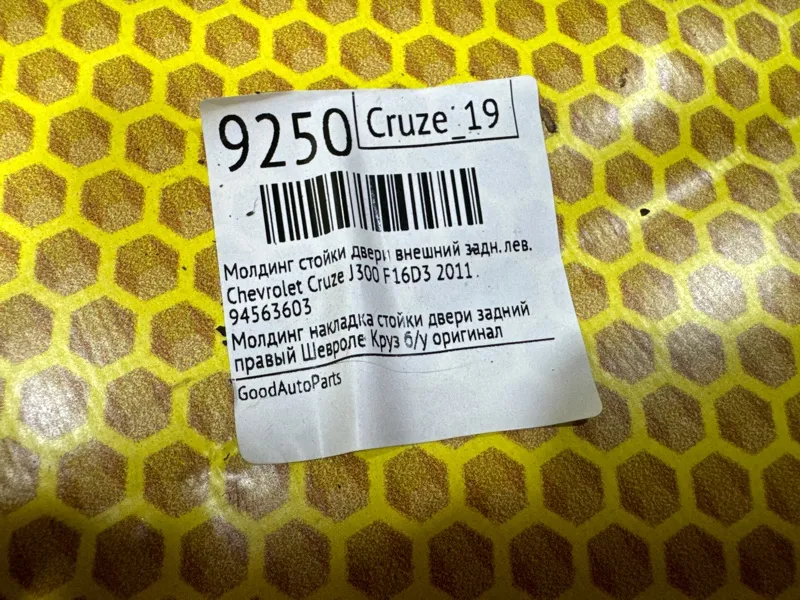 9250
Cruze_19
Молдинг стойки двери внешний задн.лев.
Chevrolet Cruze J300 F16D3 2011.
94563603
Молдинг накладка стойки двери задний
правый Шевроле Круз б/у оригинал
GoodAutoParts